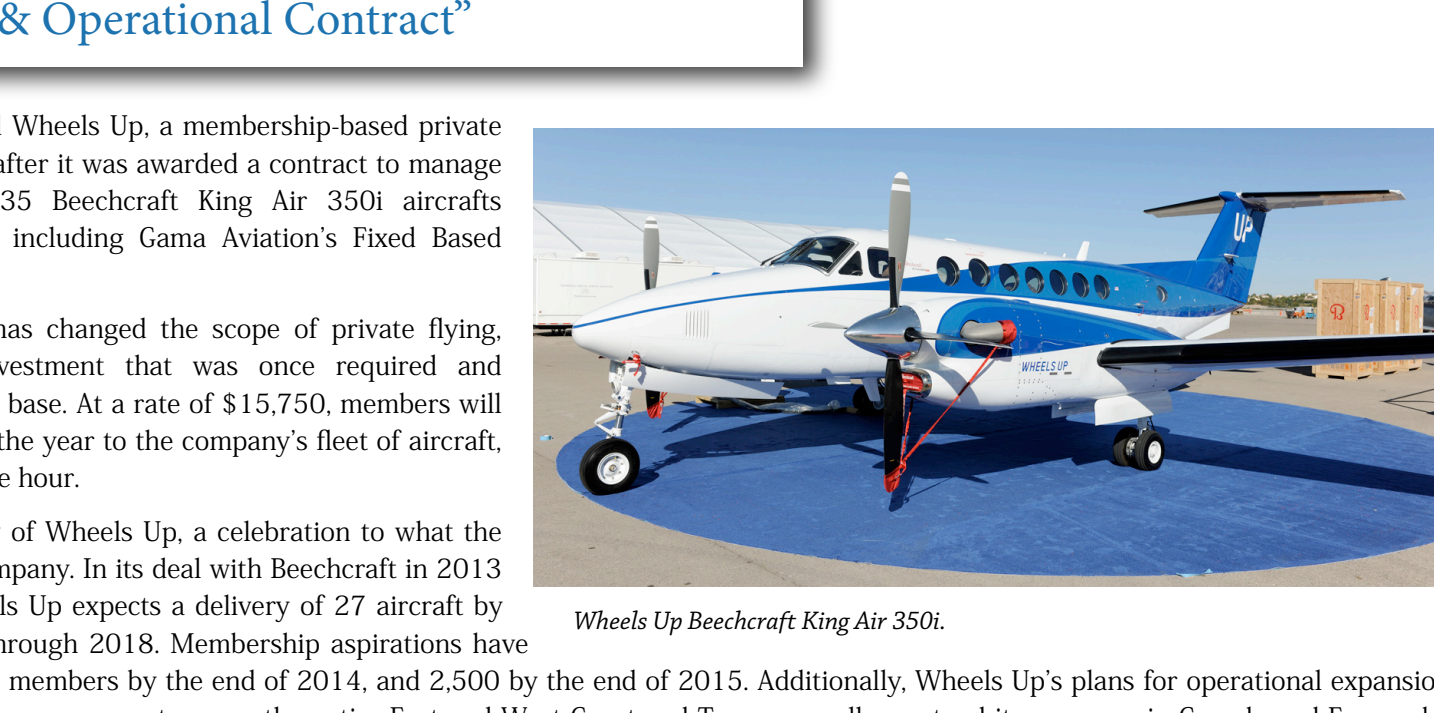 & Operational Contract”
Wheels Up, a membership-based private
after it was awarded a contract to manage
35 Beechcraft King Air 350i aircrafts
including Gama Aviation’s Fixed Based
has changed the scope of private flying,
that was once required and
base. At a rate of $15,750, members will
the year to the company’s fleet of aircraft,
hour.
of Wheels Up, a celebration to what the
In its deal with Beechcraft in 2013
Up expects a delivery of 27 aircraft by
through 2018. Membership aspirations have
members by the end of 2014, and 2,500 by the end of 2015. Additionally, Wheels Up’s plans for operational
UP
WHEELS UP
Wheels Up Beechcraft King Air 350i.